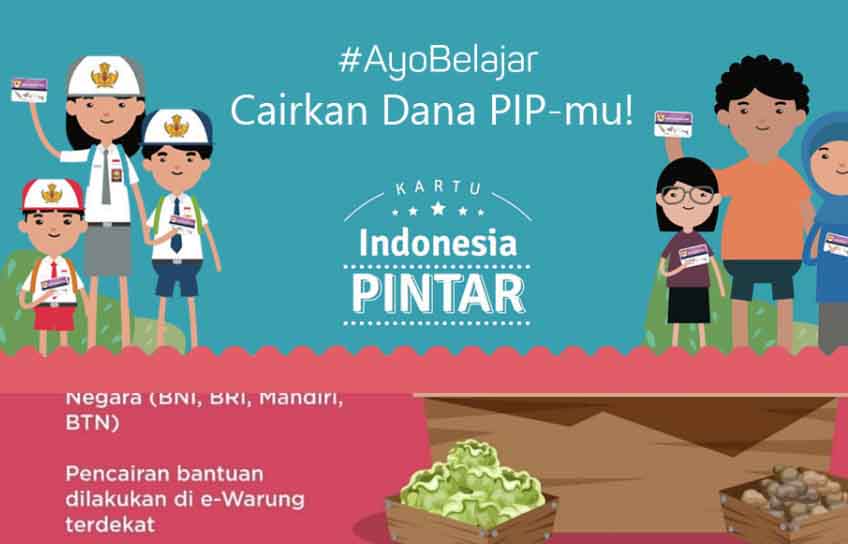 #AyoBelajar
Cairkan Dana PIP-mu!
KARTU
Indonesia
PINTAR
Negara (BNI, BRI, Mandiri,
BTN)
Pencairan bantuan
dilakukan di e-Warung
terdekat